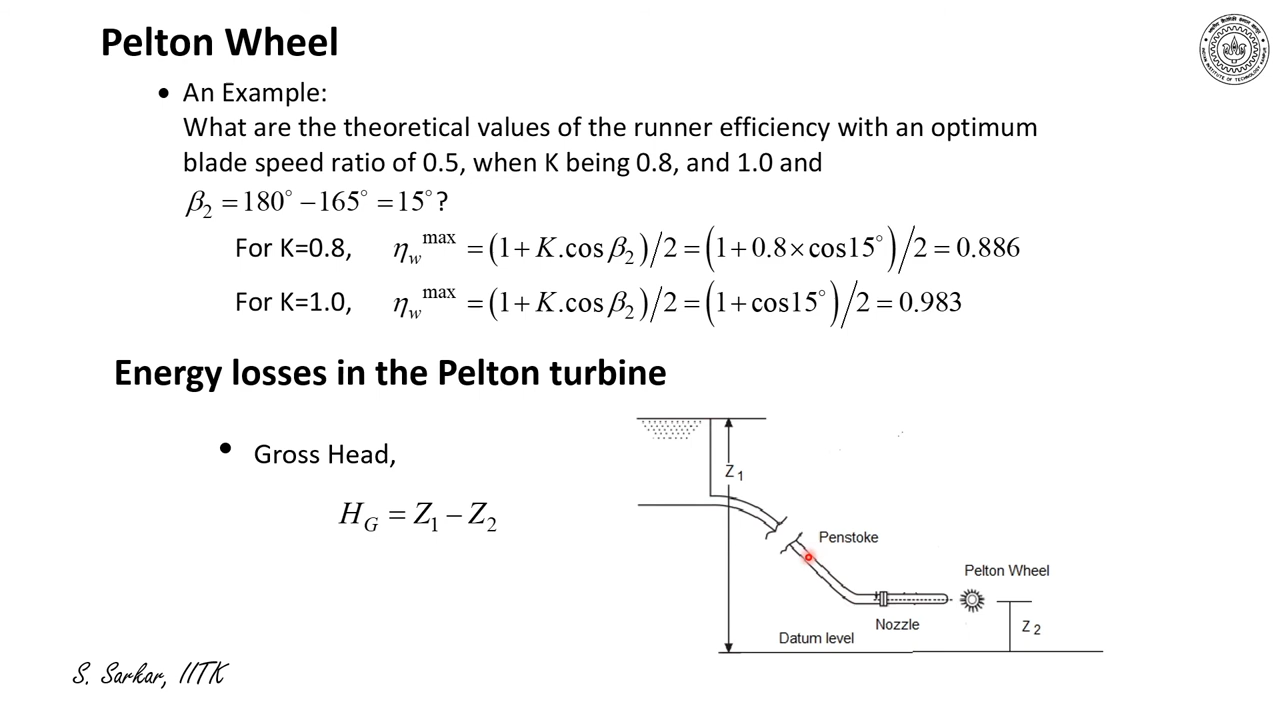 Pelton Wheel
• An Example:
What are the theoretical values of the runner efficiency with an optimum
blade speed ratio of 0.5, when K being 0.8, and 1.0 and
β₂ = 180° − 165° = 15° ?
For K=0.8, η_w^max = (1 + K.cos β₂)/2 = (1 + 0.8 × cos15°)/2 = 0.886
For K=1.0, η_w^max = (1 + K.cos β₂)/2 = (1 + cos15°)/2 = 0.983
Energy losses in the Pelton turbine
• Gross Head,
H_G = Z₁ − Z₂
Z₁
Penstoke
Pelton Wheel
Nozzle
Z₂
Datum level
S. Sarkar, IITK